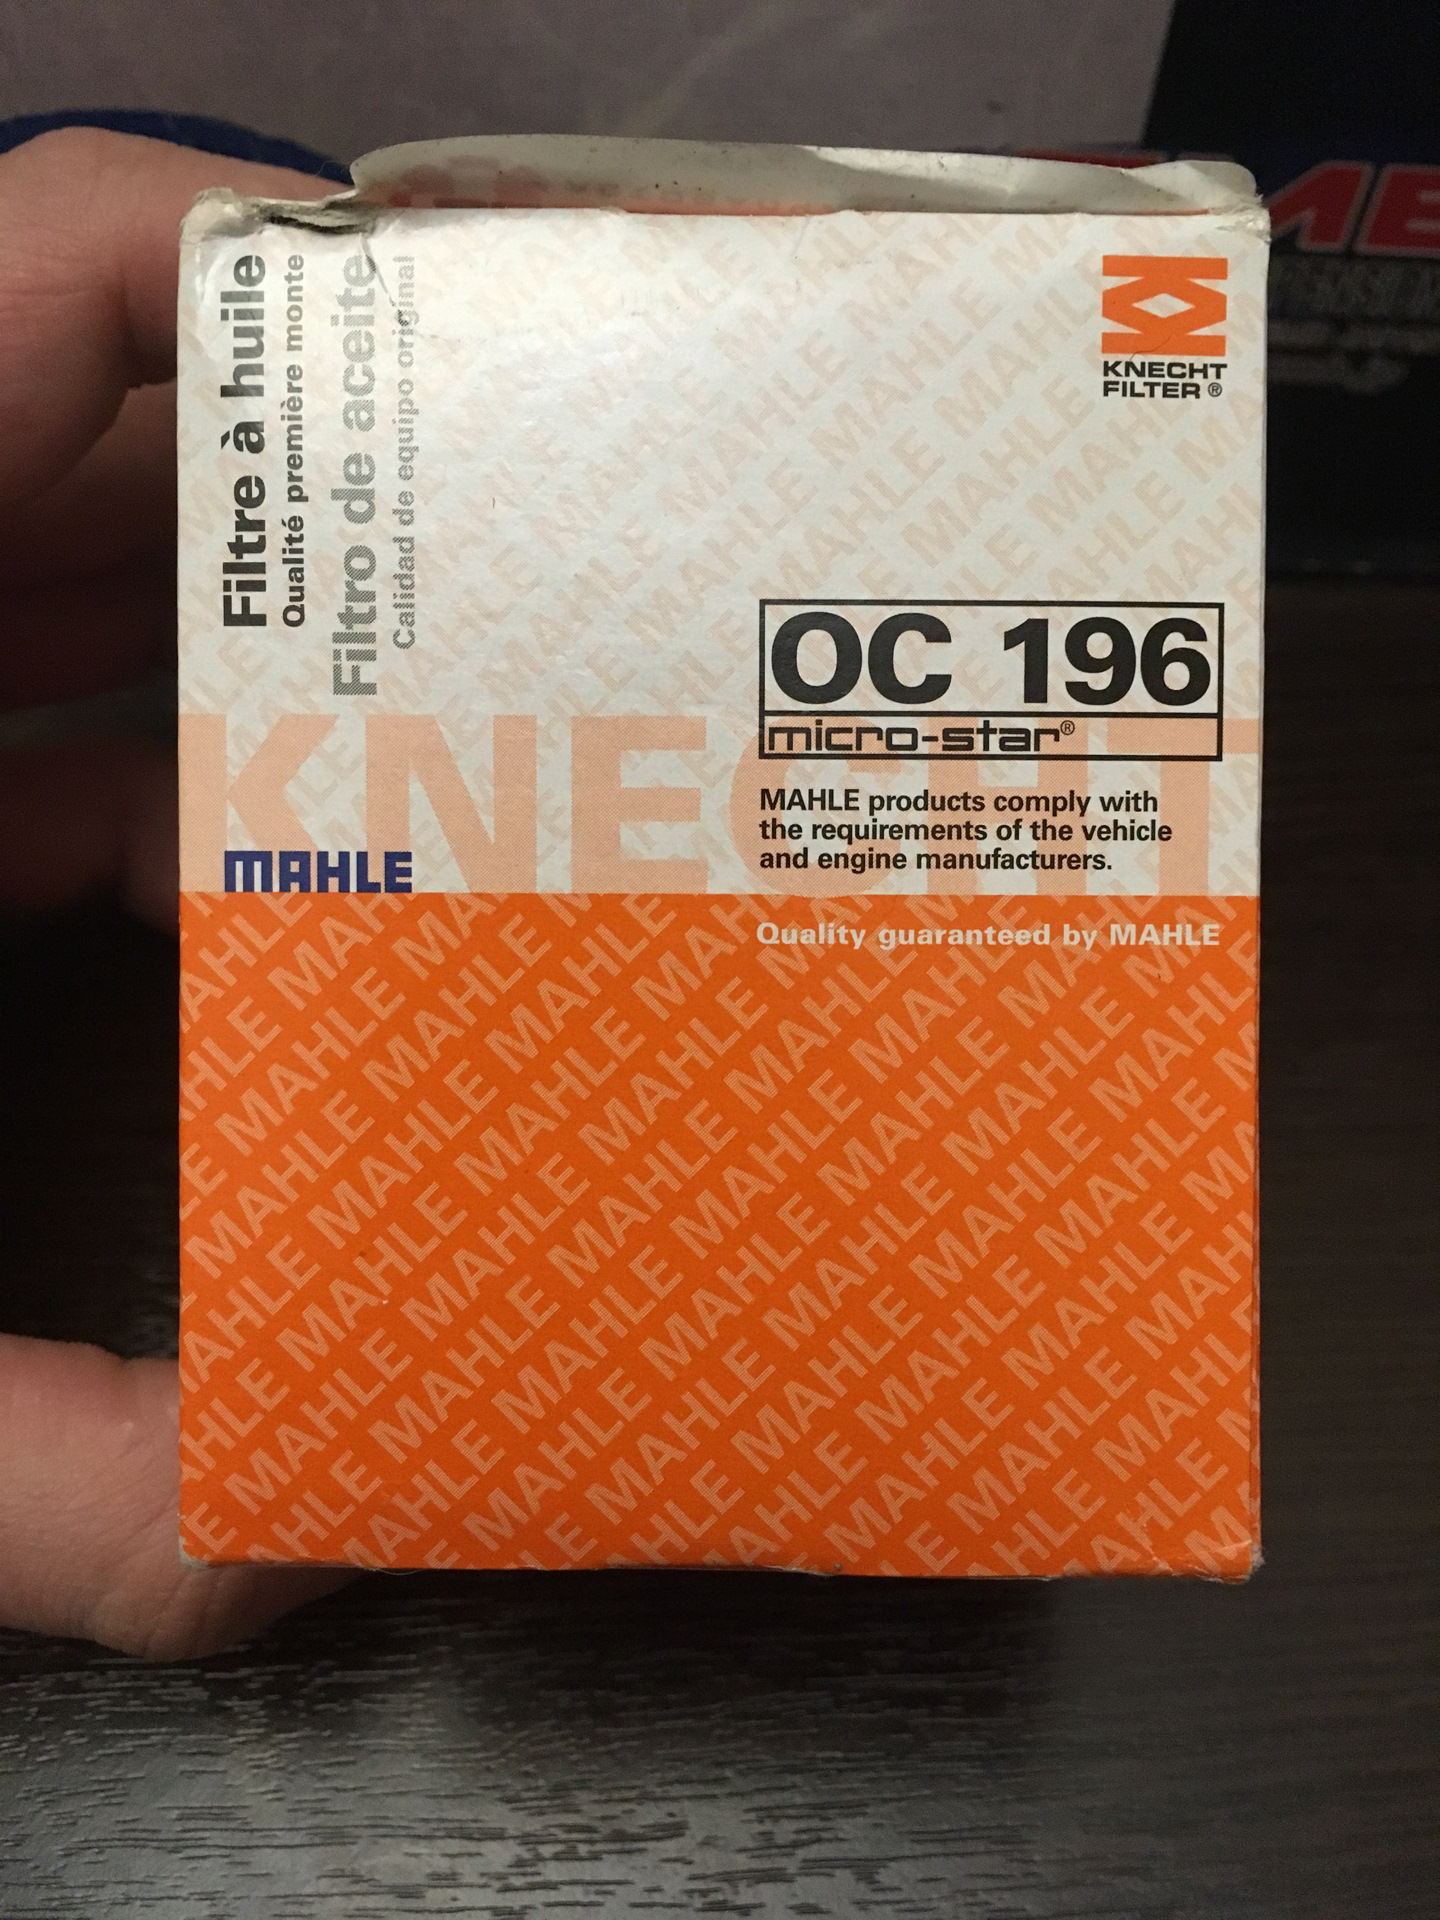 Filtre à huile
Qualité première monte
Filtro de aceite
Calidad de equipo original
KNECHT
FILTER®
OC 196
micro-star®
KNECHT
MAHLE products comply with
the requirements of the vehicle
and engine manufacturers.
MAHLE
Quality guaranteed by MAHLE